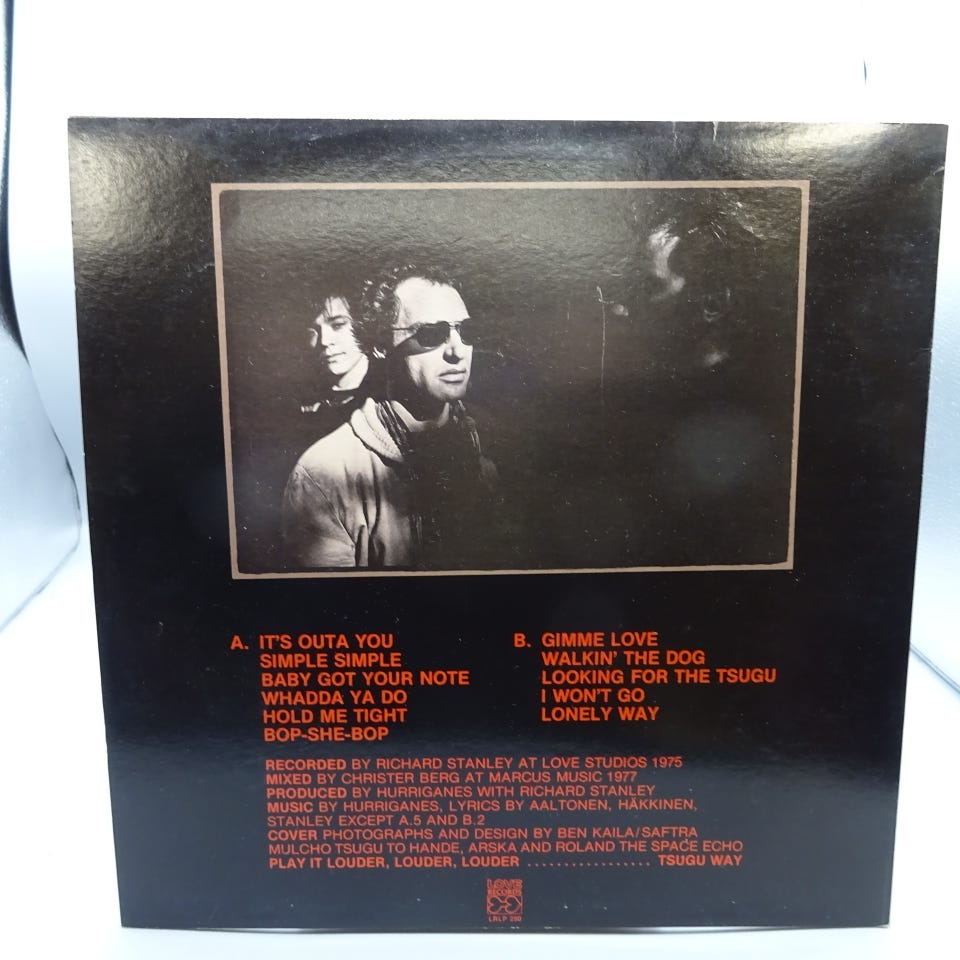 A. IT'S OUTA YOU
SIMPLE SIMPLE
BABY GOT YOUR NOTE
WHADDA YA DO
HOLD ME TIGHT
BOP-SHE-BOP
B. GIMME LOVE
WALKIN' THE DOG
LOOKING FOR THE TSUGU
I WON'T GO
LONELY WAY
RECORDED BY RICHARD STANLEY AT LOVE STUDIOS 1975
MIXED BY CHRISTER BERG AT MARCUS MUSIC 1977
PRODUCED BY HURRIGANES WITH RICHARD STANLEY
MUSIC BY HURRIGANES, LYRICS BY AALTONEN, HÄKKINEN,
STANLEY EXCEPT A.5 AND B.2
COVER PHOTOGRAPHS AND DESIGN BY BEN KAILA/SAFTRA
MULCHO TSUGU TO HANDE, ARSKA AND ROLAND THE SPACE ECHO
PLAY IT LOUDER, LOUDER, LOUDER ................. TSUGU WAY
LOVE
RECORDS
LRLP